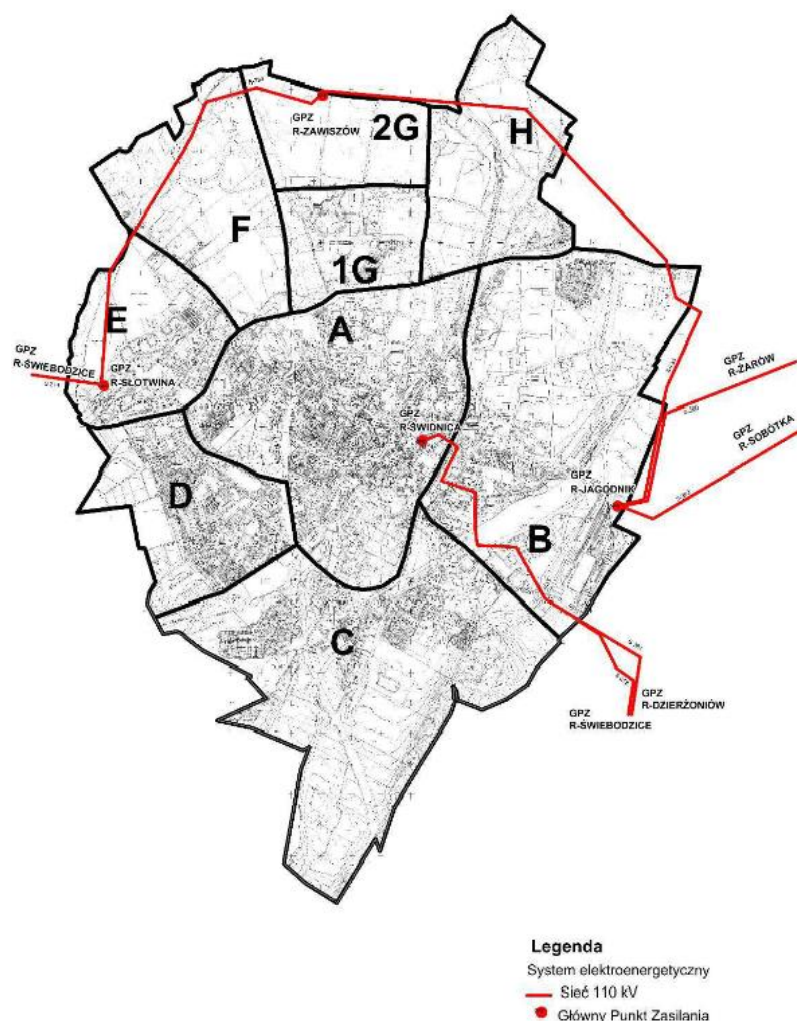 GPZ
R-ZAWISZÓW
2G
H
F
1G
E
A
GPZ
R-ŚWIEBODZICE
GPZ
R-SŁOTWINA
GPZ
R-ŻARÓW
GPZ
R-SOBÓTKA
GPZ
R-ŚWIDNICA
GPZ
R-JAGODNIK
D
B
C
GPZ
R-DZIERŻONIÓW
GPZ
R-ŚWIEBODZICE
Legenda
System elektroenergetyczny
Sieć 110 kV
Główny Punkt Zasilania